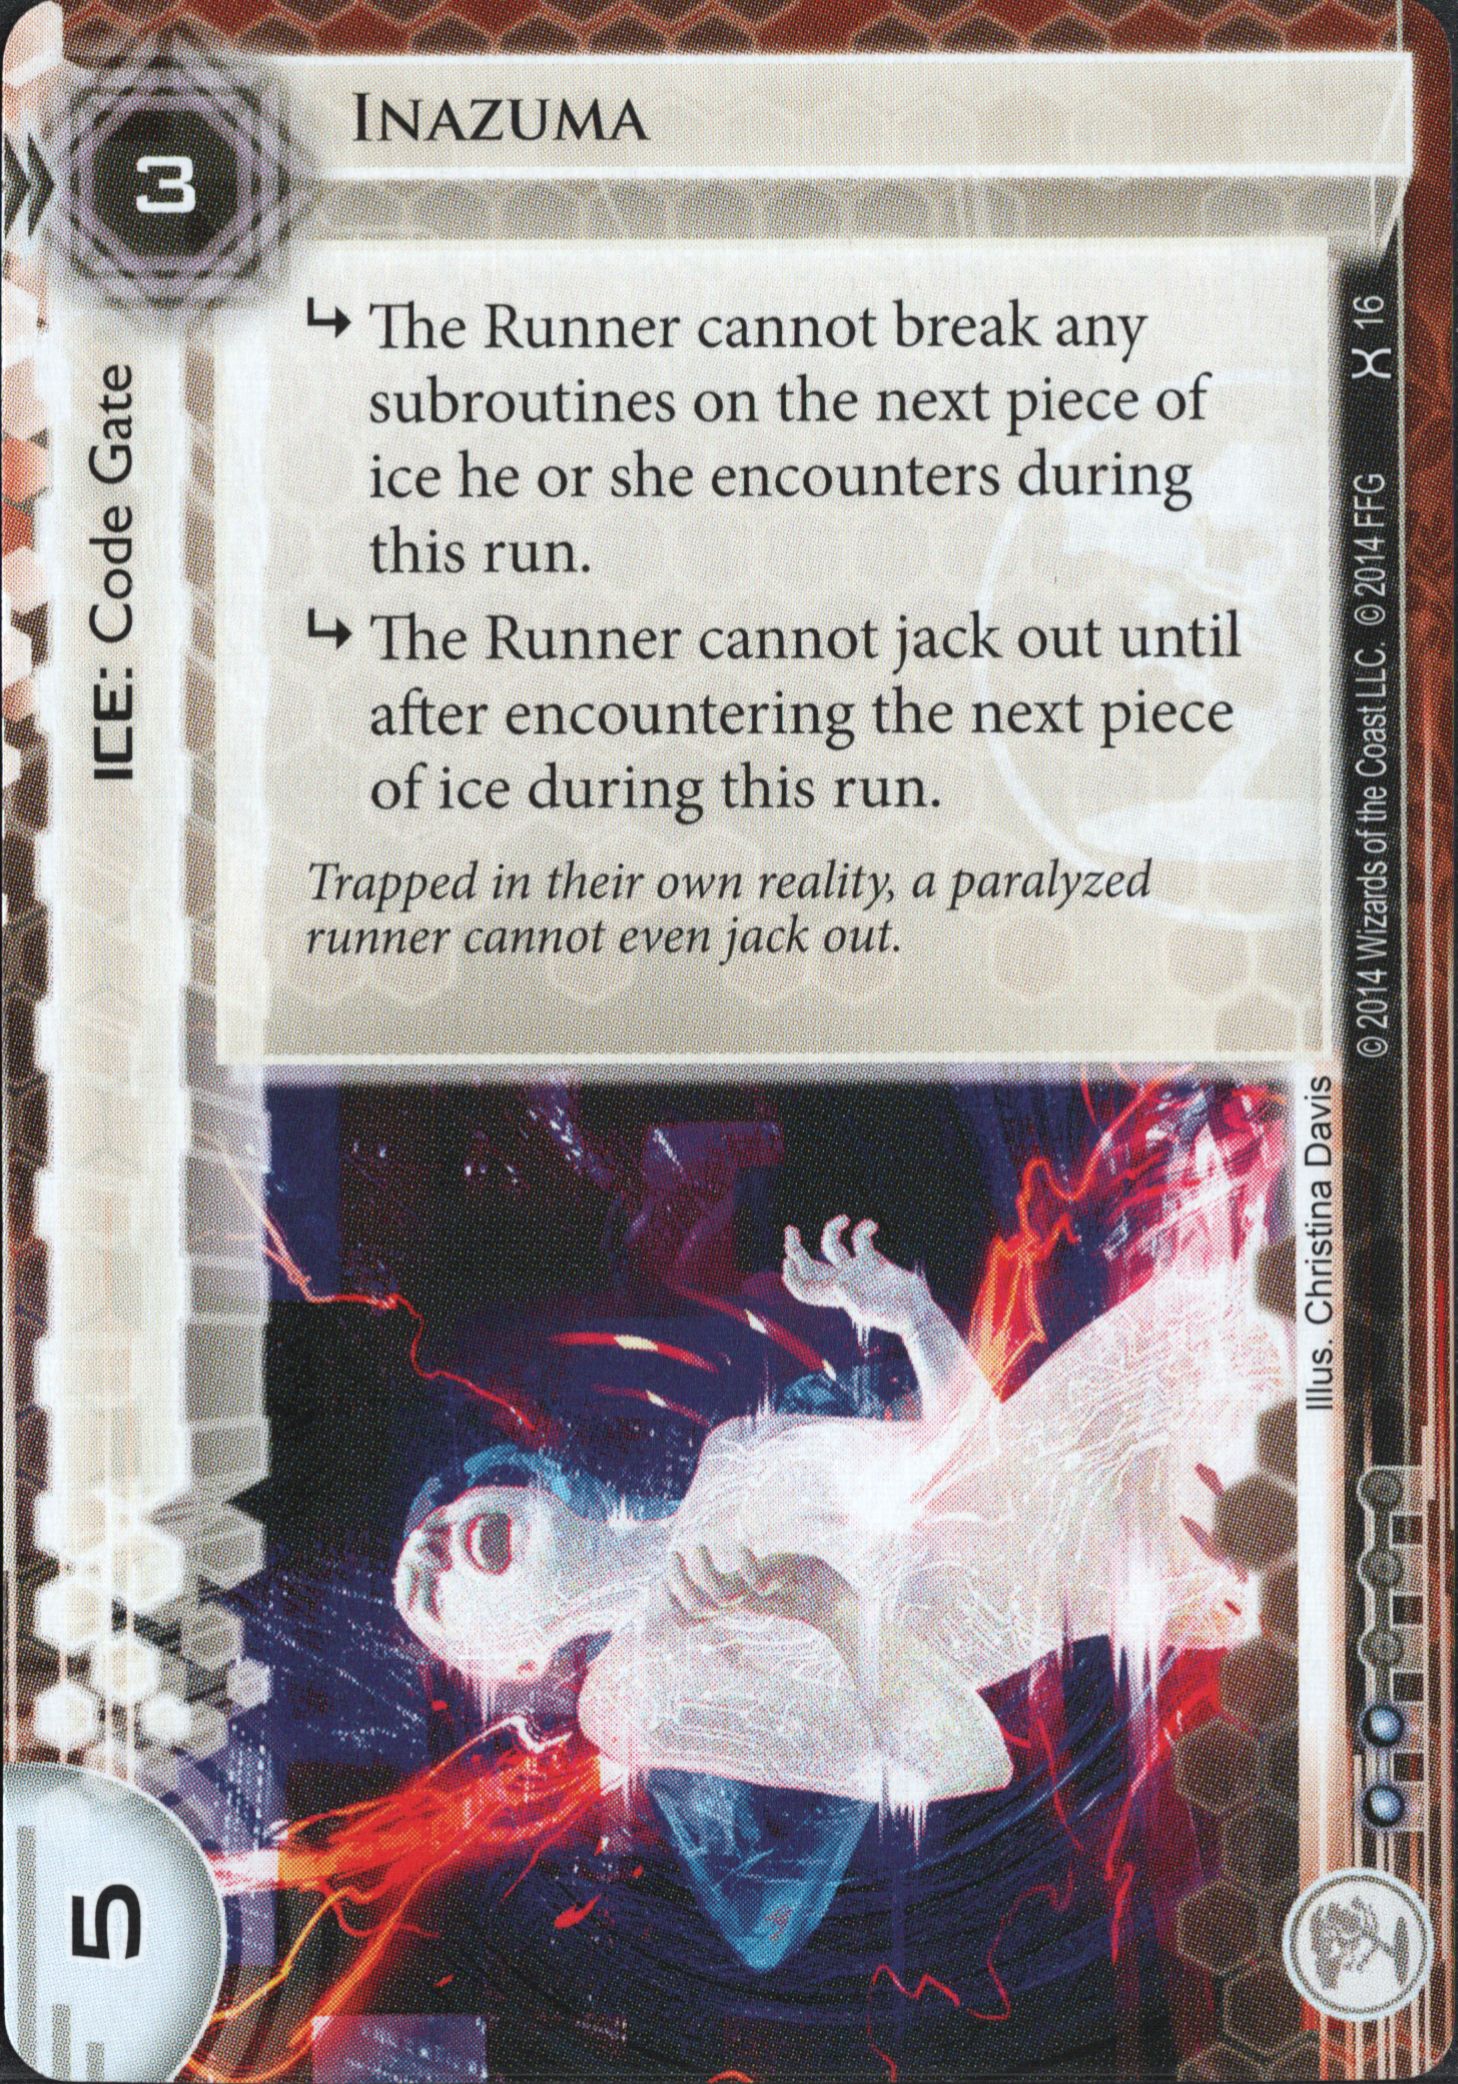 3
INAZUMA
↳ The Runner cannot break any
subroutines on the next piece of
ice he or she encounters during
this run.
↳ The Runner cannot jack out until
after encountering the next piece
of ice during this run.
Trapped in their own reality, a paralyzed
runner cannot even jack out.
ICE: Code Gate
5
Illus. Christina Davis
© 2014 Wizards of the Coast LLC. © 2014 FFG
16